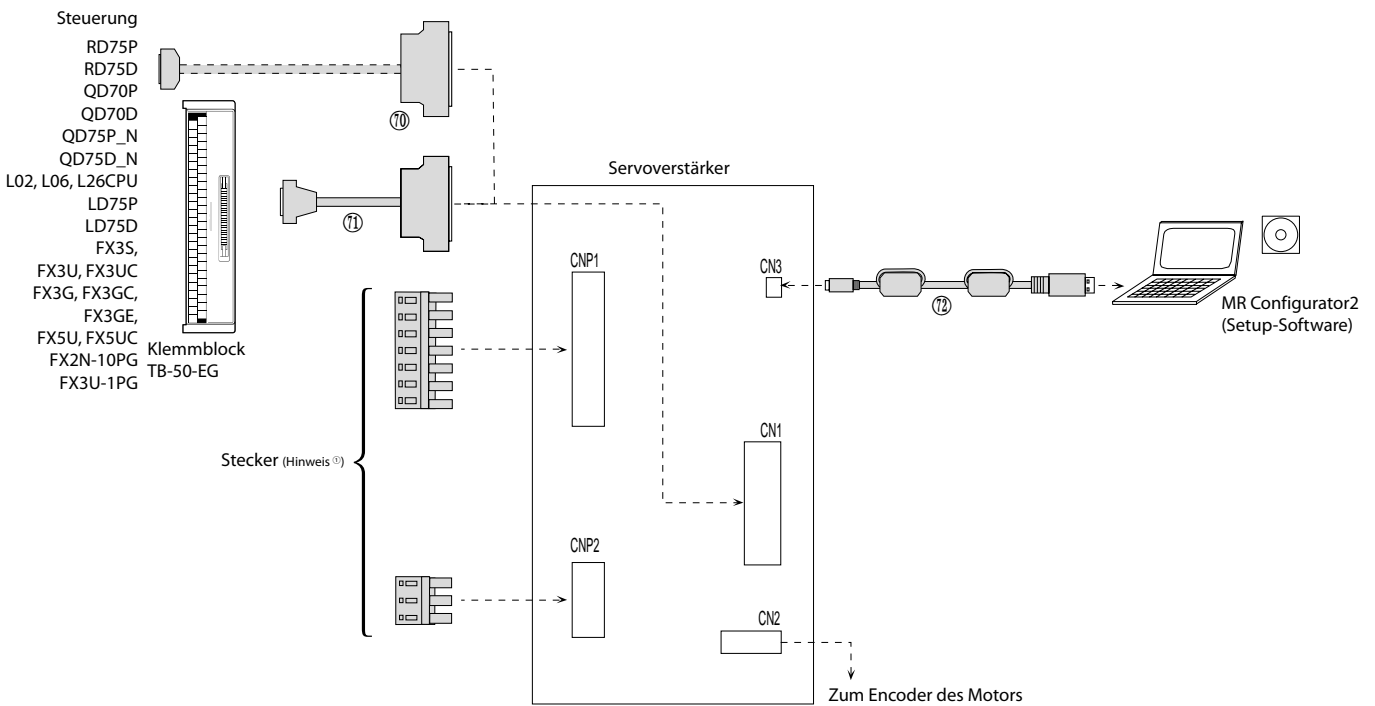 Steuerung
RD75P
RD75D
QD70P
QD70D
QD75P_N
QD75D_N
L02, L06, L26CPU
LD75P
LD75D
FX3S,
FX3U, FX3UC
FX3G, FX3GC,
FX3GE,
FX5U, FX5UC
FX2N-10PG
FX3U-1PG
Klemmblock
TB-50-EG
⑩
⑪
Stecker (Hinweis ①)
Servoverstärker
CNP1
CNP2
CN3
CN1
CN2
Zum Encoder des Motors
72
MR Configurator2
(Setup-Software)